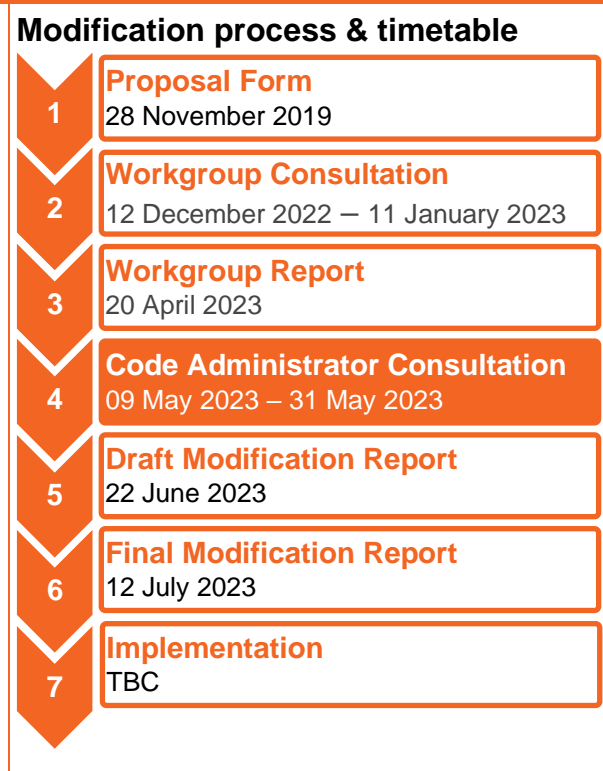 Modification process & timetable
1
Proposal Form
28 November 2019
2
Workgroup Consultation
12 December 2022 – 11 January 2023
3
Workgroup Report
20 April 2023
4
Code Administrator Consultation
09 May 2023 – 31 May 2023
5
Draft Modification Report
22 June 2023
6
Final Modification Report
12 July 2023
7
Implementation
TBC